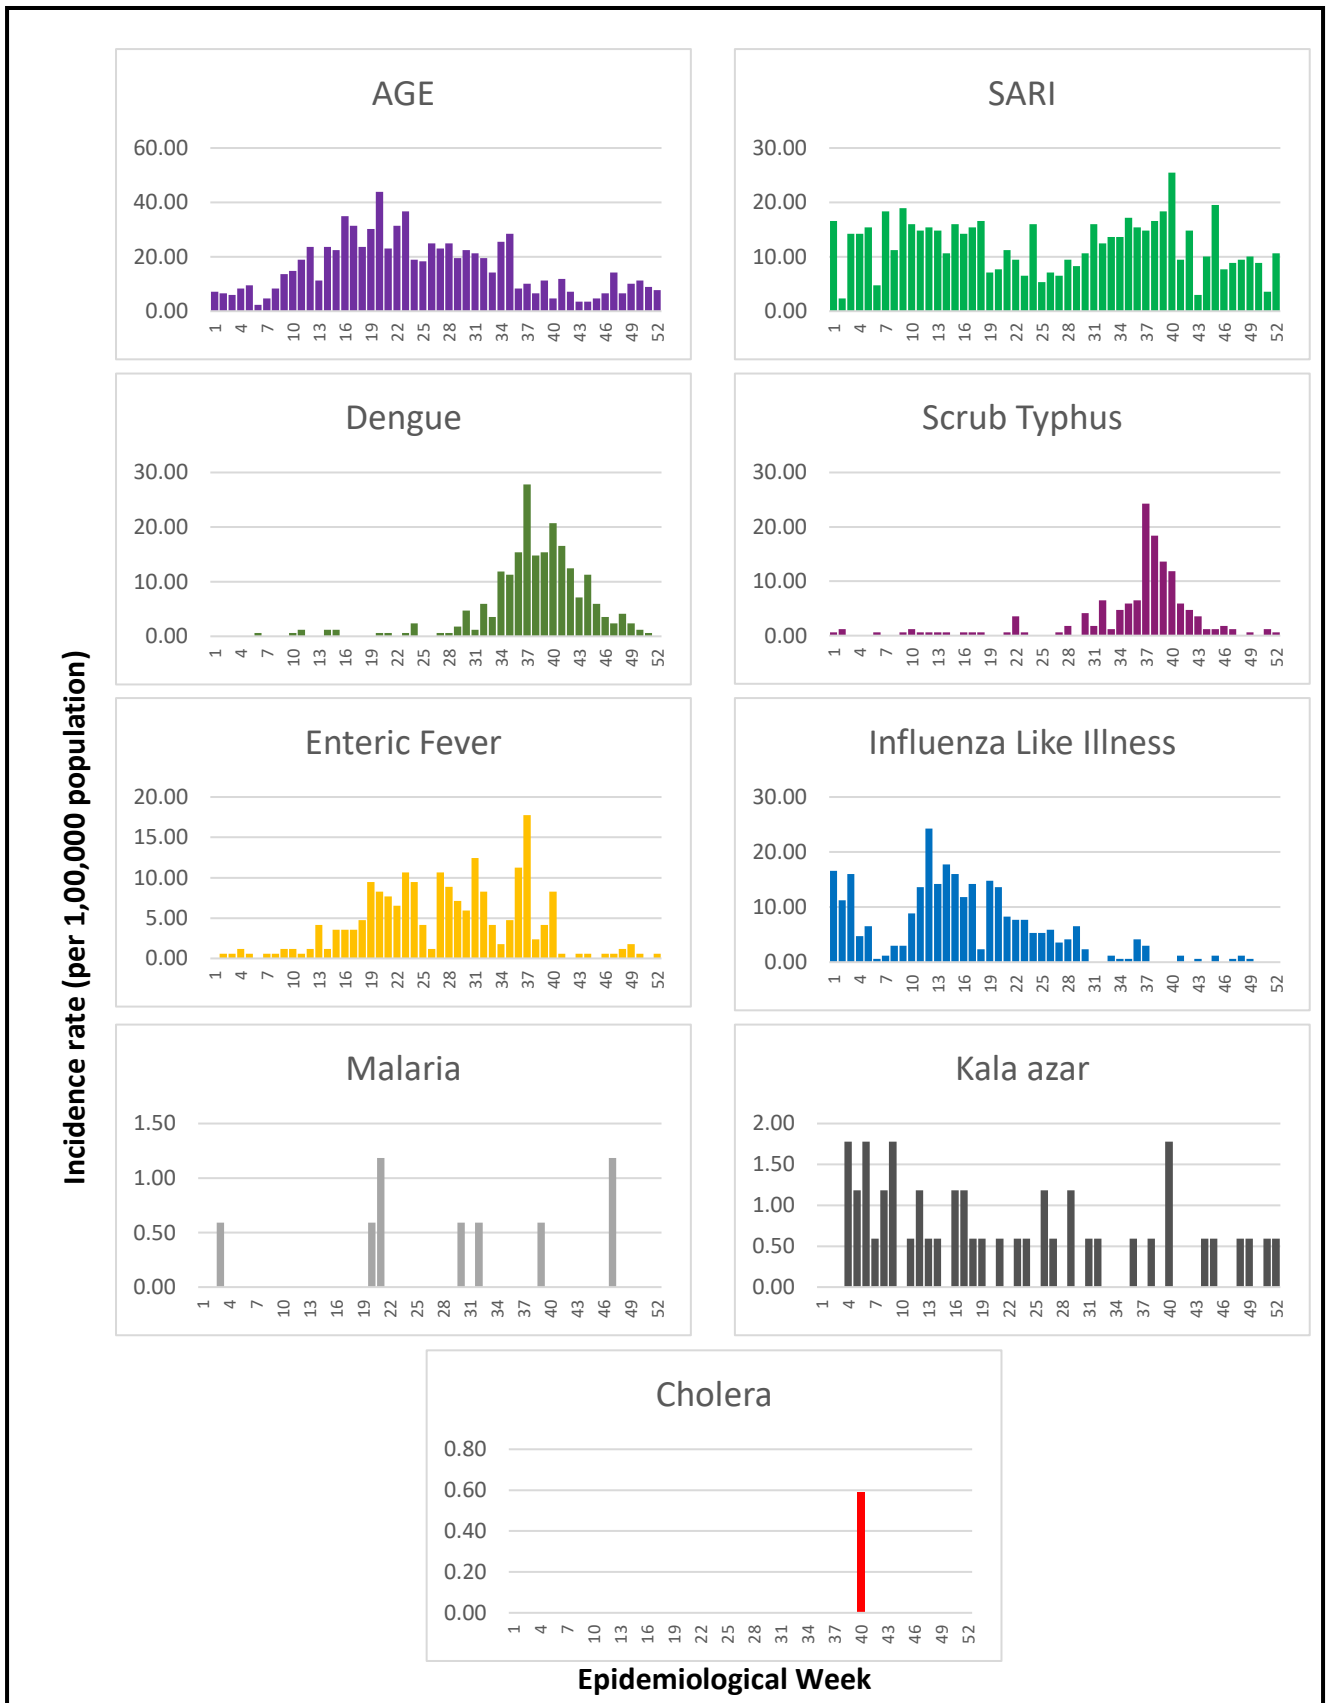 AGE
60.00
40.00
20.00
0.00
1 4 7 10 13 16 19 22 25 28 31 34 37 40 43 46 49 52
SARI
30.00
20.00
10.00
0.00
1 4 7 10 13 16 19 22 25 28 31 34 37 40 43 46 49 52
Dengue
30.00
20.00
10.00
0.00
1 4 7 10 13 16 19 22 25 28 31 34 37 40 43 46 49 52
Scrub Typhus
30.00
20.00
10.00
0.00
1 4 7 10 13 16 19 22 25 28 31 34 37 40 43 46 49 52
Incidence rate (per 1,00,000 population)
Enteric Fever
20.00
15.00
10.00
5.00
0.00
1 4 7 10 13 16 19 22 25 28 31 34 37 40 43 46 49 52
Influenza Like Illness
30.00
20.00
10.00
0.00
1 4 7 10 13 16 19 22 25 28 31 34 37 40 43 46 49 52
Malaria
1.50
1.00
0.50
0.00
1 4 7 10 13 16 19 22 25 28 31 34 37 40 43 46 49 52
Kala azar
2.00
1.50
1.00
0.50
0.00
1 4 7 10 13 16 19 22 25 28 31 34 37 40 43 46 49 52
Cholera
0.80
0.60
0.40
0.20
0.00
1 4 7 10 13 16 19 22 25 28 31 34 37 40 43 46 49 52
Epidemiological Week